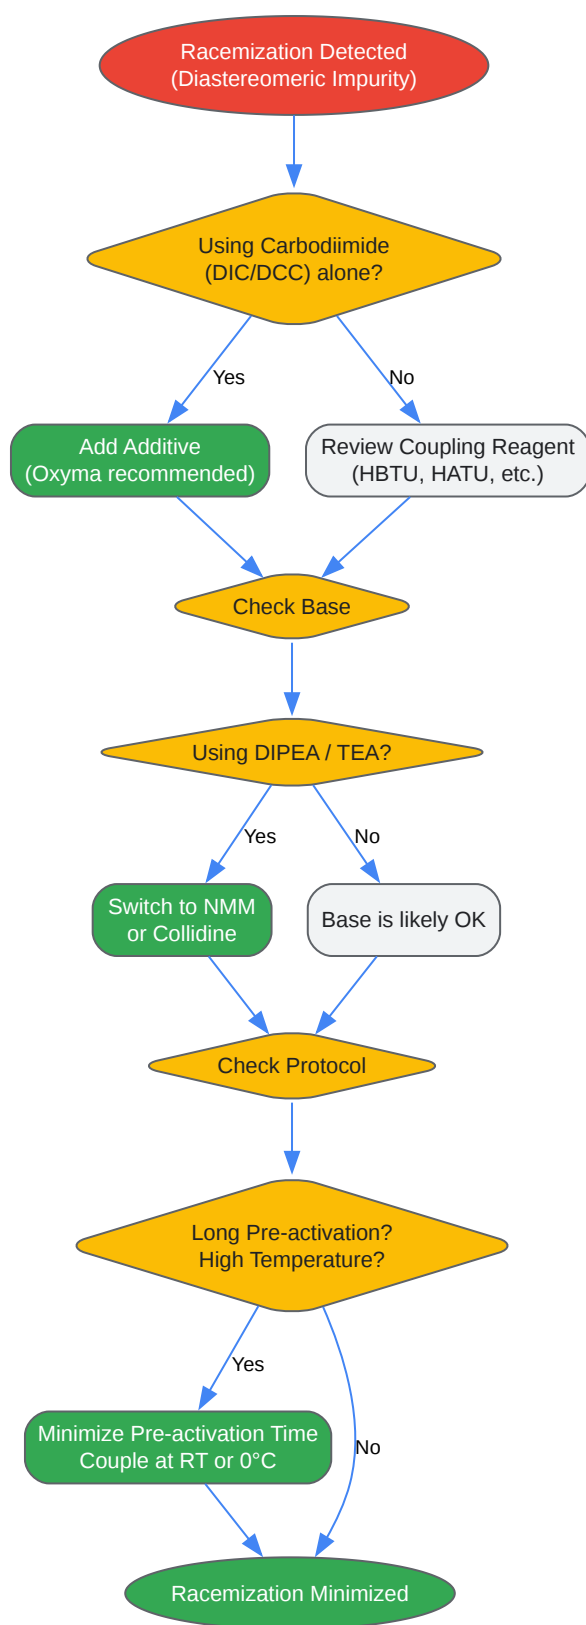 Racemization Detected
(Diastereomeric Impurity)
Using Carbodiimide
(DIC/DCC) alone?
Yes
No
Add Additive
(Oxyma recommended)
Review Coupling Reagent
(HBTU, HATU, etc.)
Check Base
Using DIPEA / TEA?
Yes
No
Switch to NMM
or Collidine
Base is likely OK
Check Protocol
Long Pre-activation?
High Temperature?
Yes
Minimize Pre-activation Time
Couple at RT or 0°C
No
Racemization Minimized